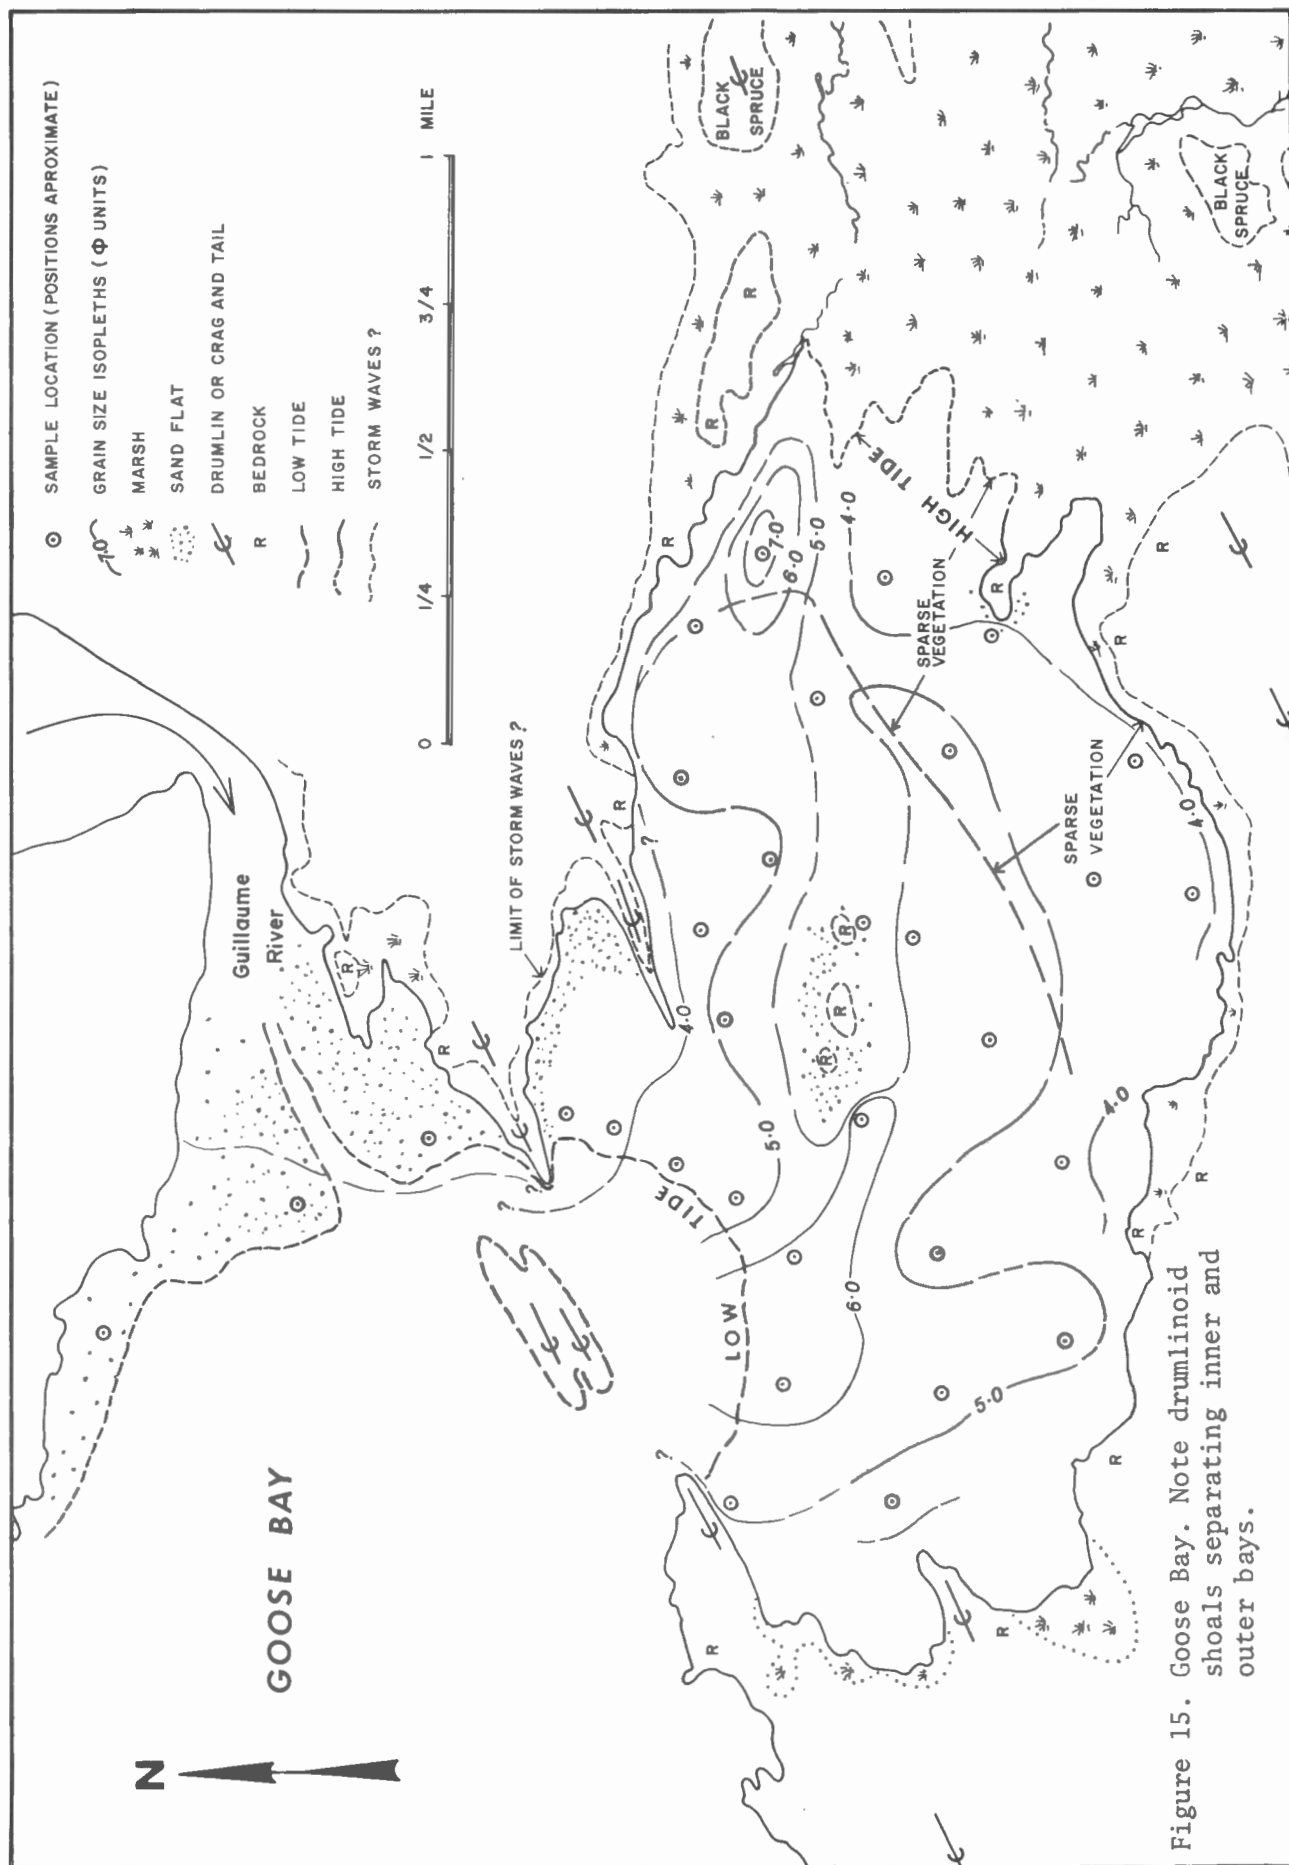 SAMPLE LOCATION (POSITIONS APROXIMATE)
7.0
GRAIN SIZE ISOPLETHS (Φ UNITS)
MARSH
SAND FLAT
DRUMLIN OR CRAG AND TAIL
R
BEDROCK
LOW TIDE
HIGH TIDE
STORM WAVES ?
0
1/4
1/2
3/4
1
MILE
N
GOOSE BAY
Guillaume
River
R
R
LIMIT OF STORM WAVES ?
R
R
R
R
R
BLACK
SPRUCE
BLACK
SPRUCE
?
?
?
?
LOW
TIDE
HIGH
TIDE
4.0
5.0
6.0
7.0
6.0
5.0
4.0
R
R
R
R
SPARSE
VEGETATION
SPARSE
VEGETATION
4.0
4.0
5.0
R
R
R
R
R
R
R
R
Figure 15. Goose Bay. Note drumlinoid
shoals separating inner and
outer bays.